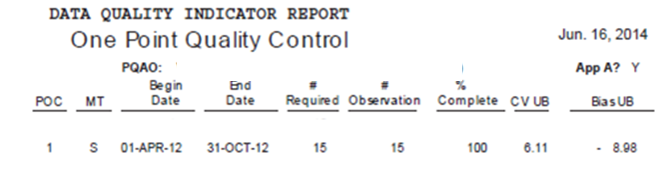 DATA QUALITY INDICATOR REPORT
One Point Quality Control
Jun. 16, 2014
PQAO:
App A? Y
Begin End # # %
POC MT Date Date Required Observation Complete CV UB Bias UB
1 S 01-APR-12 31-OCT-12 15 15 100 6.11 - 8.98